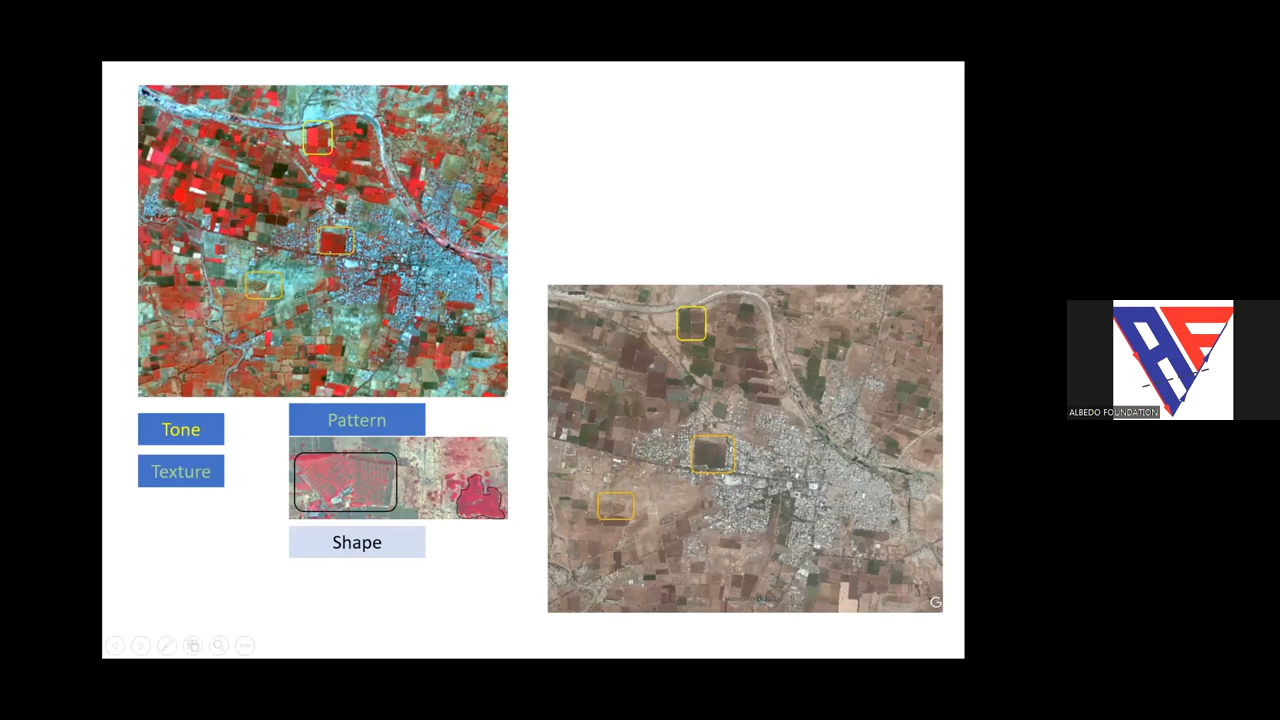 Tone
Pattern
Texture
Shape
G
ALBEDO FOUNDATION